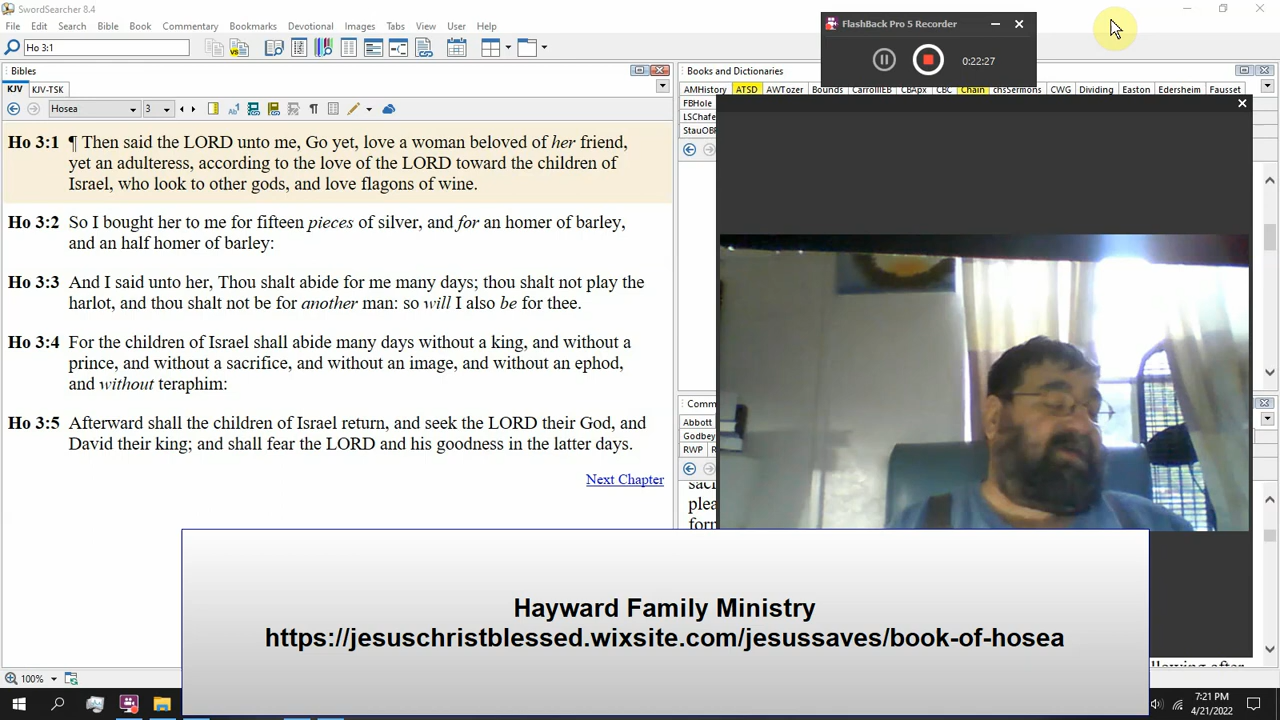 SwordSearcher 8.4
File Edit Search Bible Book Commentary Bookmarks Devotional Images Tabs View User Help
Ho 3:1
VS
Bibles
KJV KJV-TSK
Hosea 3
Ho 3:1 ¶ Then said the LORD unto me, Go yet, love a woman beloved of her friend,
yet an adulteress, according to the love of the LORD toward the children of
Israel, who look to other gods, and love flagons of wine.
Ho 3:2 So I bought her to me for fifteen pieces of silver, and for an homer of barley,
and an half homer of barley:
Ho 3:3 And I said unto her, Thou shalt abide for me many days; thou shalt not play the
harlot, and thou shalt not be for another man: so will I also be for thee.
Ho 3:4 For the children of Israel shall abide many days without a king, and without a
prince, and without a sacrifice, and without an image, and without an ephod,
and without teraphim:
Ho 3:5 Afterward shall the children of Israel return, and seek the LORD their God, and
David their king; and shall fear the LORD and his goodness in the latter days.
Next Chapter
FlashBack Pro 5 Recorder
0:22:27
Books and Dictionaries
AMHistory ATSD AWTozer Bounds CarrollIEB CBApx CBC Chain chsSermons CWG Dividing Easton Edersheim Fausset
FBHole
LSChafe
StauOBF
Comm
Abbott
Godbey
RWP
sacr
plea
for
Hayward Family Ministry
https://jesuschristblessed.wixsite.com/jesussaves/book-of-hosea
llowing after
100%
7:21 PM
4/21/2022